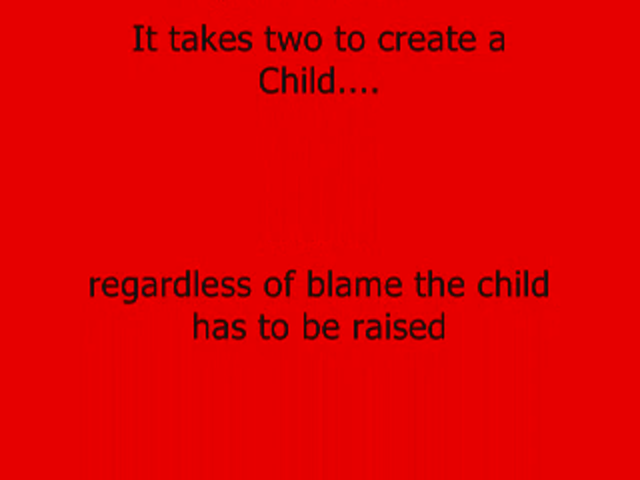 It takes two to create a
Child....
regardless of blame the child
has to be raised